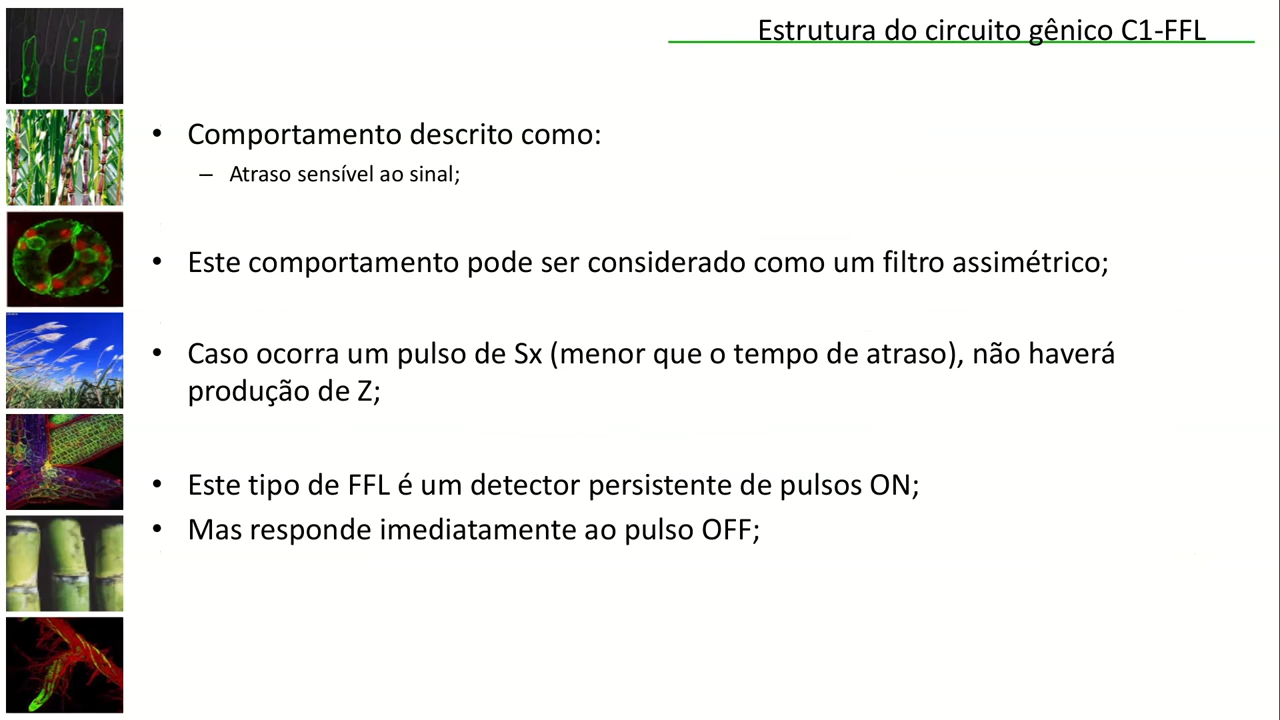 Estrutura do circuito gênico C1-FFL
• Comportamento descrito como:
– Atraso sensível ao sinal;
• Este comportamento pode ser considerado como um filtro assimétrico;
• Caso ocorra um pulso de Sx (menor que o tempo de atraso), não haverá
produção de Z;
• Este tipo de FFL é um detector persistente de pulsos ON;
• Mas responde imediatamente ao pulso OFF;